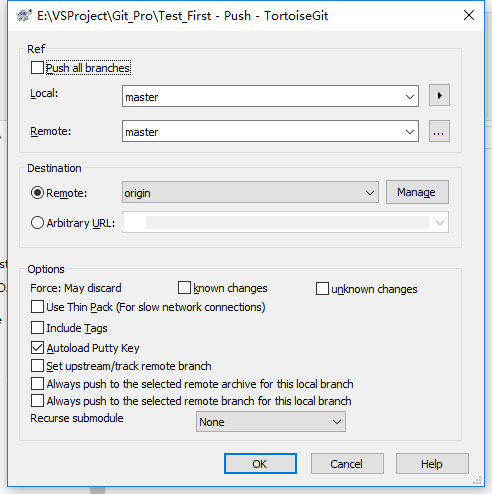 E:\VSProject\Git_Pro\Test_First - Push - TortoiseGit
Ref
Push all branches
Local:
master
Remote:
master
...
Destination
Remote:
origin
Manage
Arbitrary URL:
Options
Force: May discard
known changes
unknown changes
Use Thin Pack (For slow network connections)
Include Tags
Autoload Putty Key
Set upstream/track remote branch
Always push to the selected remote archive for this local branch
Always push to the selected remote branch for this local branch
Recurse submodule
None
OK
Cancel
Help